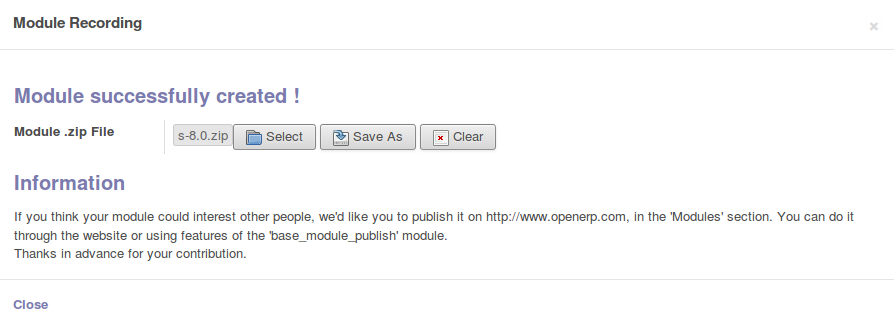 Module Recording
×
Module successfully created !
Module .zip File s-8.0.zip Select Save As Clear
Information
If you think your module could interest other people, we'd like you to publish it on http://www.openerp.com, in the 'Modules' section. You can do it
through the website or using features of the 'base_module_publish' module.
Thanks in advance for your contribution.
Close